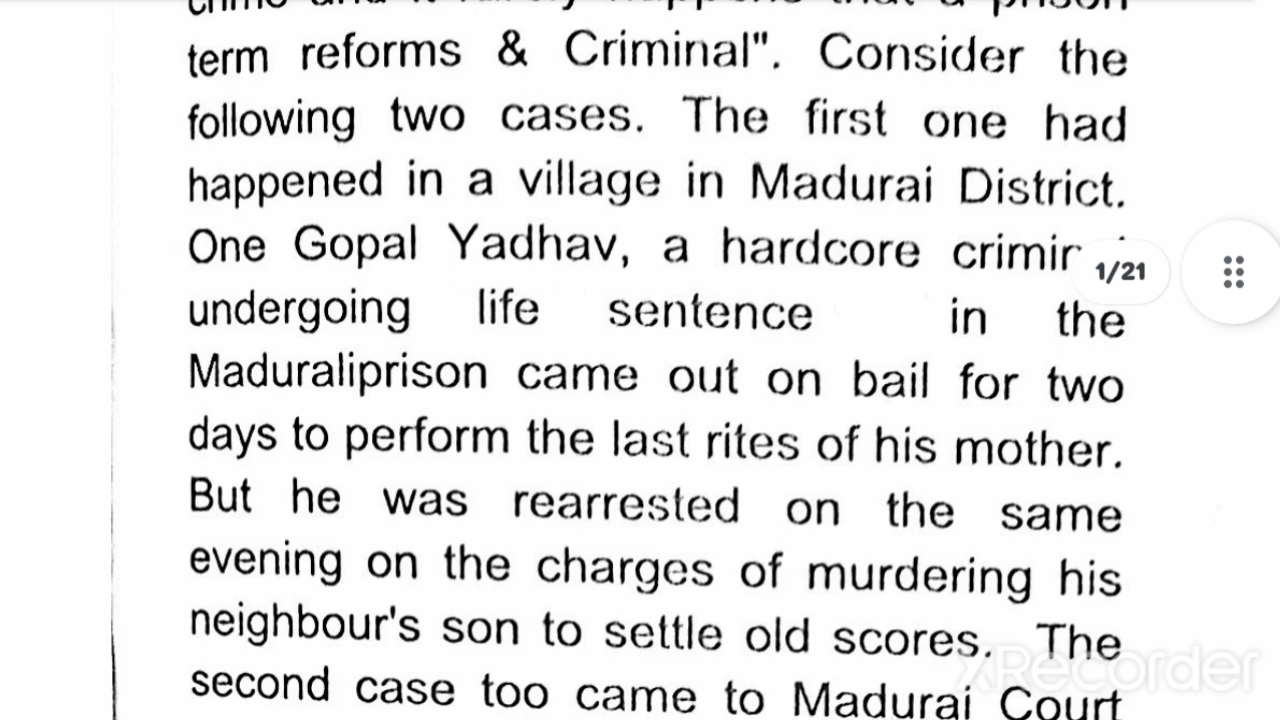 term reforms & Criminal". Consider the
following two cases. The first one had
happened in a village in Madurai District.
One Gopal Yadhav, a hardcore
1/21
undergoing life sentence in the
Maduraliprison came out on bail for two
days to perform the last rites of his mother.
But he was rearrested on the same
evening on the charges of murdering his
neighbour's son to settle old scores. The
second case too came to Madurai Court
xRecorder